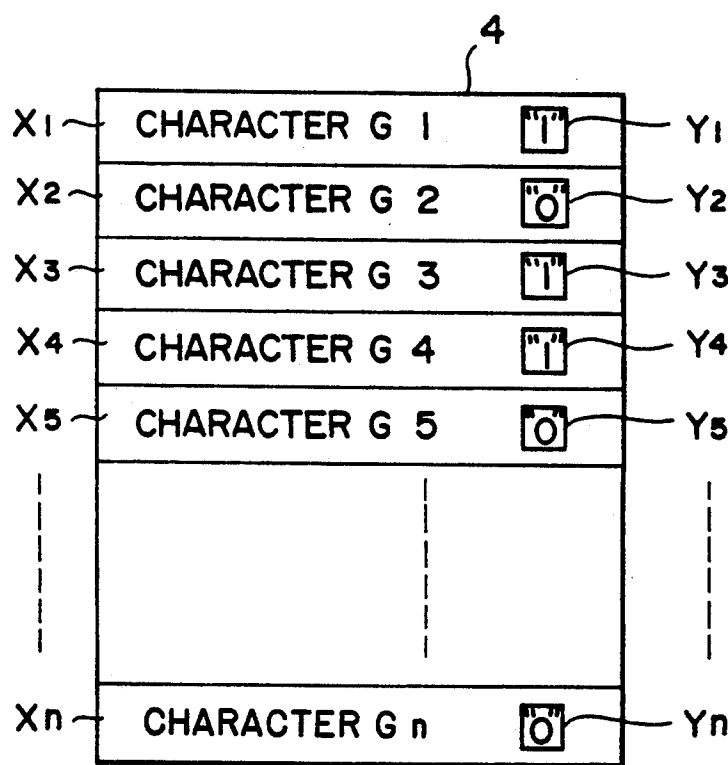 4
X1 CHARACTER G 1 "1" Y1
X2 CHARACTER G 2 "0" Y2
X3 CHARACTER G 3 "1" Y3
X4 CHARACTER G 4 "1" Y4
X5 CHARACTER G 5 "0" Y5
Xn CHARACTER G n "0" Yn